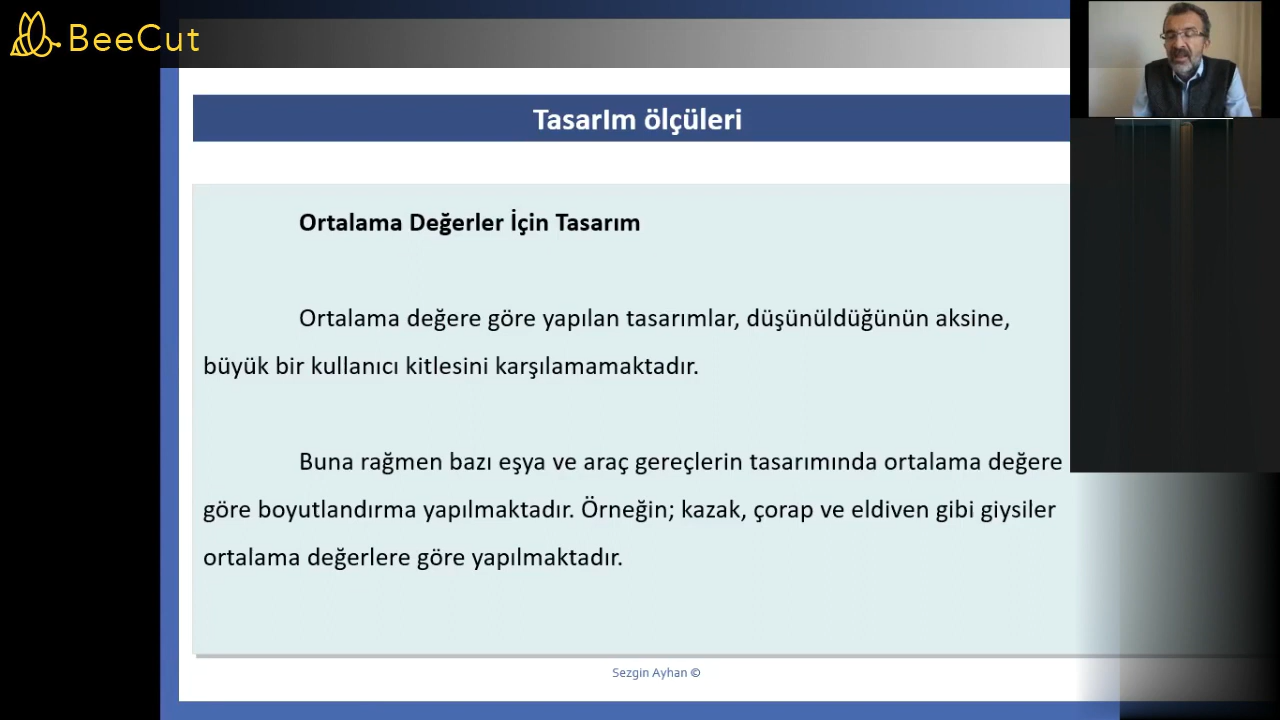 BeeCut
TasarIm ölçüleri
Ortalama Değerler İçin Tasarım
Ortalama değere göre yapılan tasarımlar, düşünüldüğünün aksine,
büyük bir kullanıcı kitlesini karşılamamaktadır.
Buna rağmen bazı eşya ve araç gereçlerin tasarımında ortalama değere
göre boyutlandırma yapılmaktadır. Örneğin; kazak, çorap ve eldiven gibi giysiler
ortalama değerlere göre yapılmaktadır.
Sezgin Ayhan ©